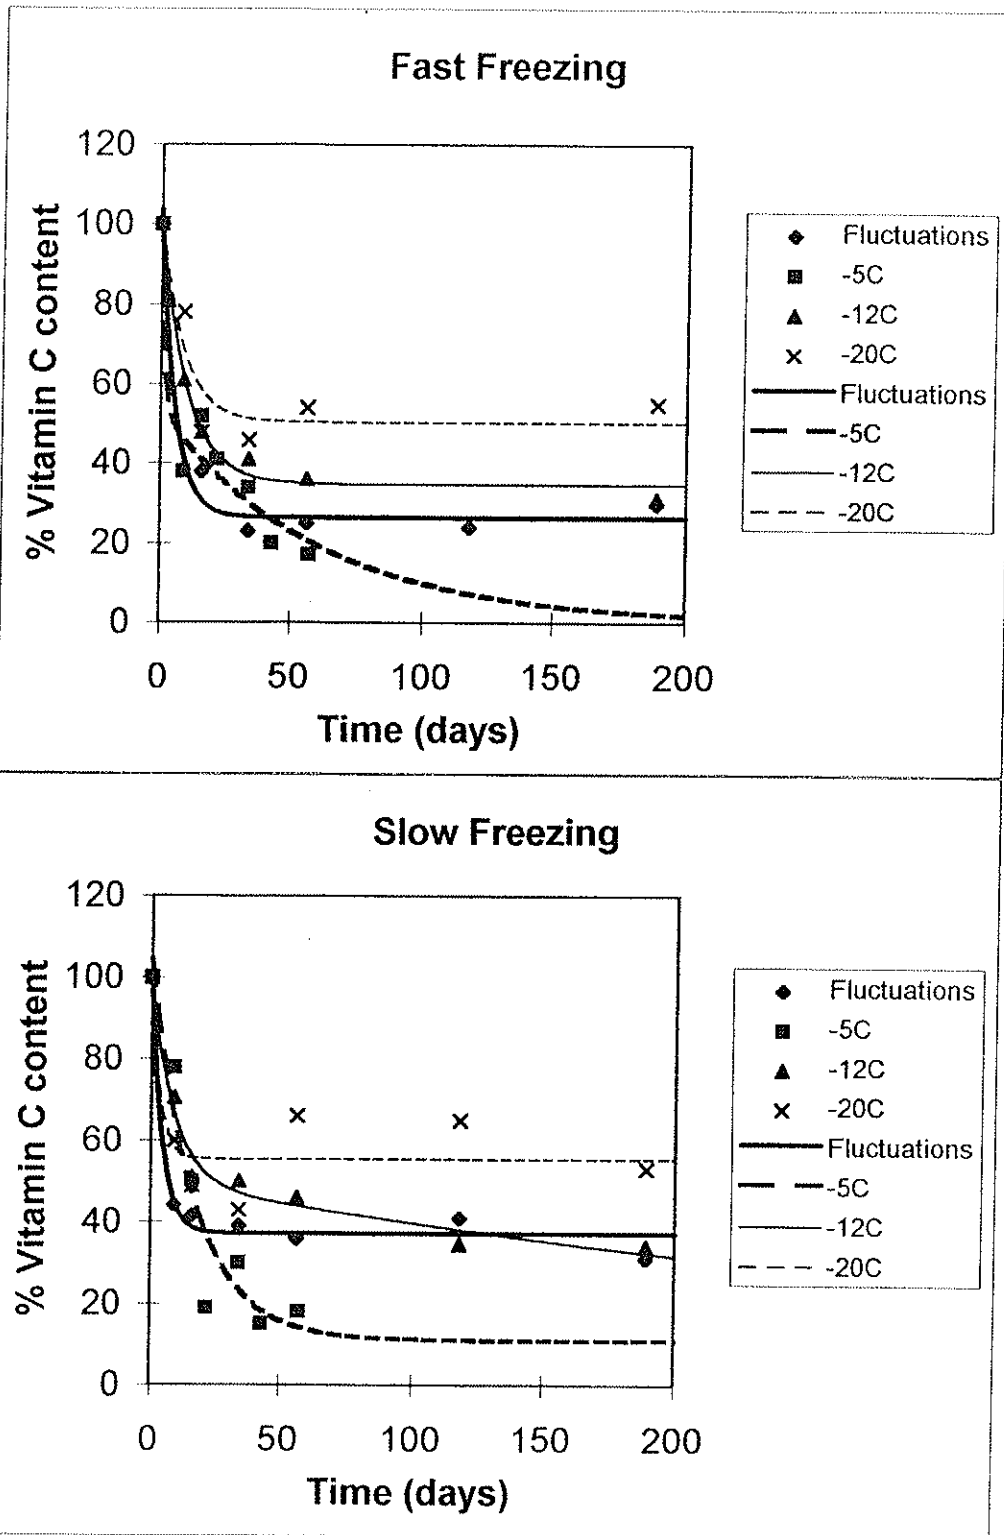 Fast Freezing
120
100
80
60
40
20
0
% Vitamin C content
0 50 100 150 200
Time (days)
Fluctuations
-5C
-12C
-20C
Fluctuations
-5C
-12C
-20C
Slow Freezing
120
100
80
60
40
20
0
% Vitamin C content
0 50 100 150 200
Time (days)
Fluctuations
-5C
-12C
-20C
Fluctuations
-5C
-12C
-20C